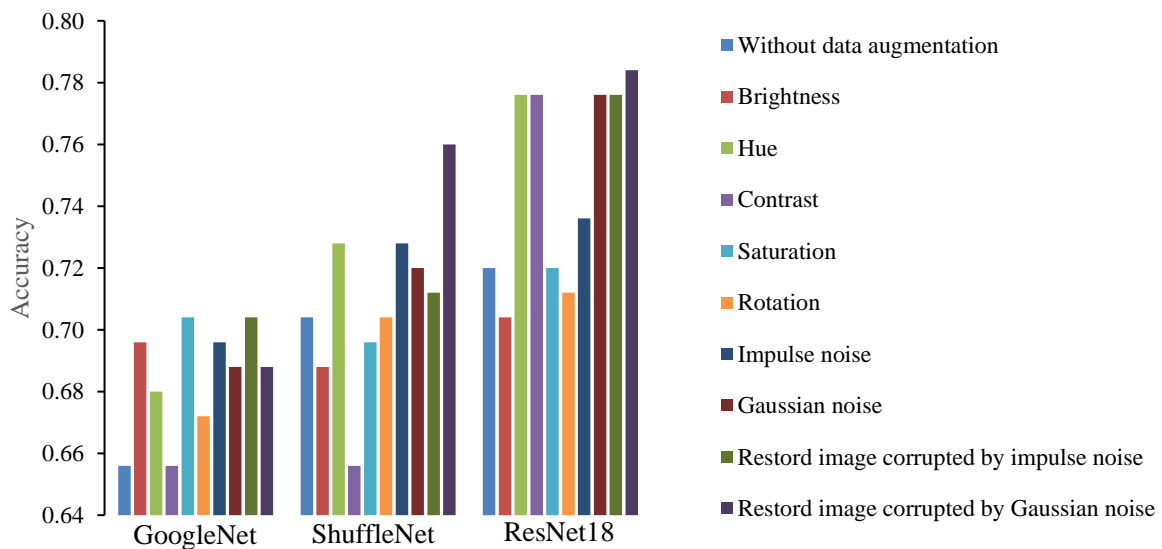 0.80
0.78
0.76
0.74
0.72
0.70
0.68
0.66
0.64
Accuracy
GoogleNet
ShuffleNet
ResNet18
Without data augmentation
Brightness
Hue
Contrast
Saturation
Rotation
Impulse noise
Gaussian noise
Restord image corrupted by impulse noise
Restord image corrupted by Gaussian noise